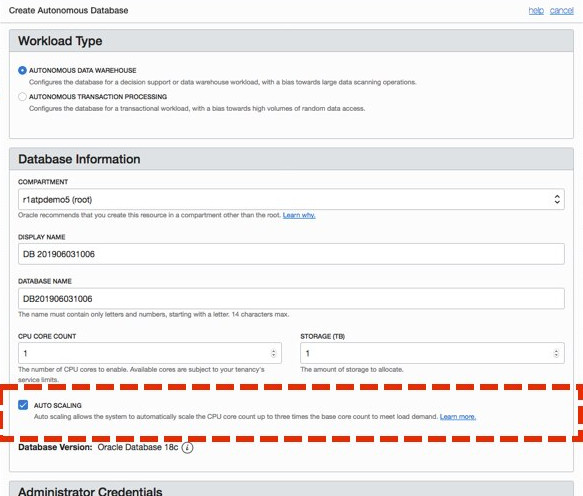 Create Autonomous Database
help cancel
Workload Type
AUTONOMOUS DATA WAREHOUSE
Configures the database for a decision support or data warehouse workload, with a bias towards large data scanning operations.
AUTONOMOUS TRANSACTION PROCESSING
Configures the database for a transactional workload, with a bias towards high volumes of random data access.
Database Information
COMPARTMENT
r1atpdemo5 (root)
Oracle recommends that you create this resource in a compartment other than the root. Learn why.
DISPLAY NAME
DB 201906031006
DATABASE NAME
DB201906031006
The name must contain only letters and numbers, starting with a letter. 14 characters max.
CPU CORE COUNT
1
The number of CPU cores to enable. Available cores are subject to your tenancy's
service limits.
STORAGE (TB)
1
The amount of storage to allocate.
AUTO SCALING
Auto scaling allows the system to automatically scale the CPU core count up to three times the base core count to meet load demand. Learn more.
Database Version: Oracle Database 18c i
Administrator Credentials